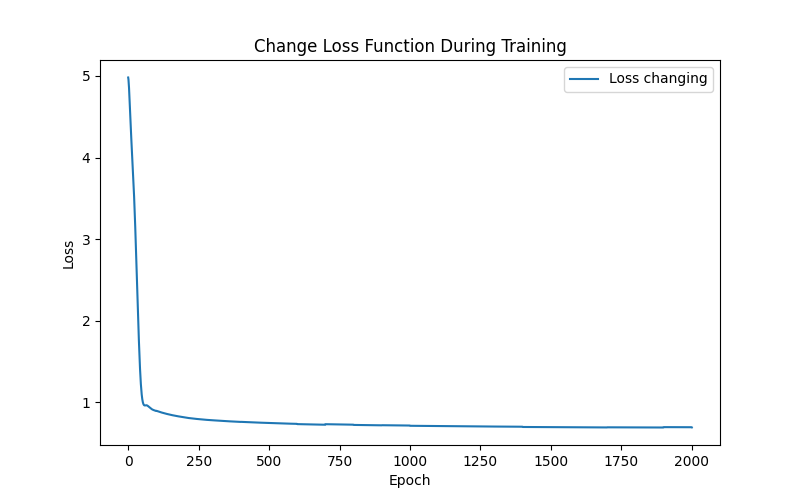 Change Loss Function During Training
Loss changing
5
4
3
2
1
Loss
0 250 500 750 1000 1250 1500 1750 2000
Epoch